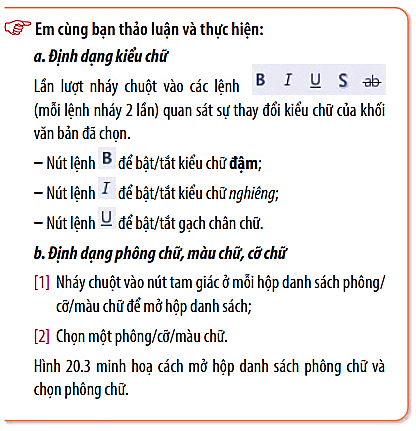 Em cùng bạn thảo luận và thực hiện:
a. Định dạng kiểu chữ
Lần lượt nháy chuột vào các lệnh B I U S ab
(mỗi lệnh nháy 2 lần) quan sát sự thay đổi kiểu chữ của khối
văn bản đã chọn.
– Nút lệnh B để bật/tắt kiểu chữ đậm;
– Nút lệnh I để bật/tắt kiểu chữ nghiêng;
– Nút lệnh U để bật/tắt gạch chân chữ.
b. Định dạng phông chữ, màu chữ, cỡ chữ
[1] Nháy chuột vào nút tam giác ở mỗi hộp danh sách phông/
cỡ/màu chữ để mở hộp danh sách;
[2] Chọn một phông/cỡ/màu chữ.
Hình 20.3 minh hoạ cách mở hộp danh sách phông chữ và
chọn phông chữ.